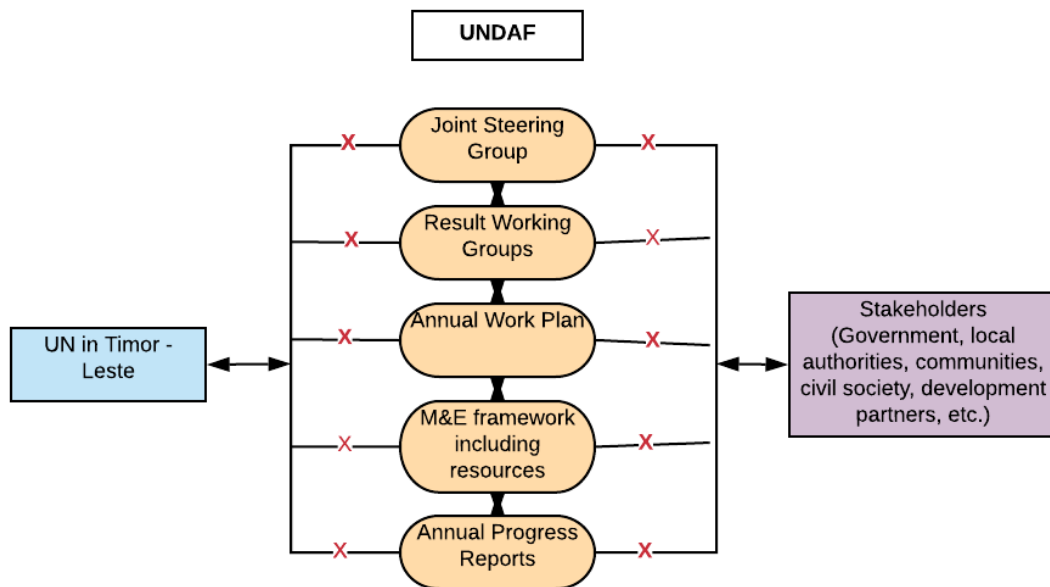 UNDAF
Joint Steering
Group
X
X
Result Working
Groups
X
X
Annual Work Plan
X
X
M&E framework
including
resources
X
X
Annual Progress
Reports
X
X
UN in Timor -
Leste
Stakeholders
(Government, local
authorities, communities,
civil society, development
partners, etc.)